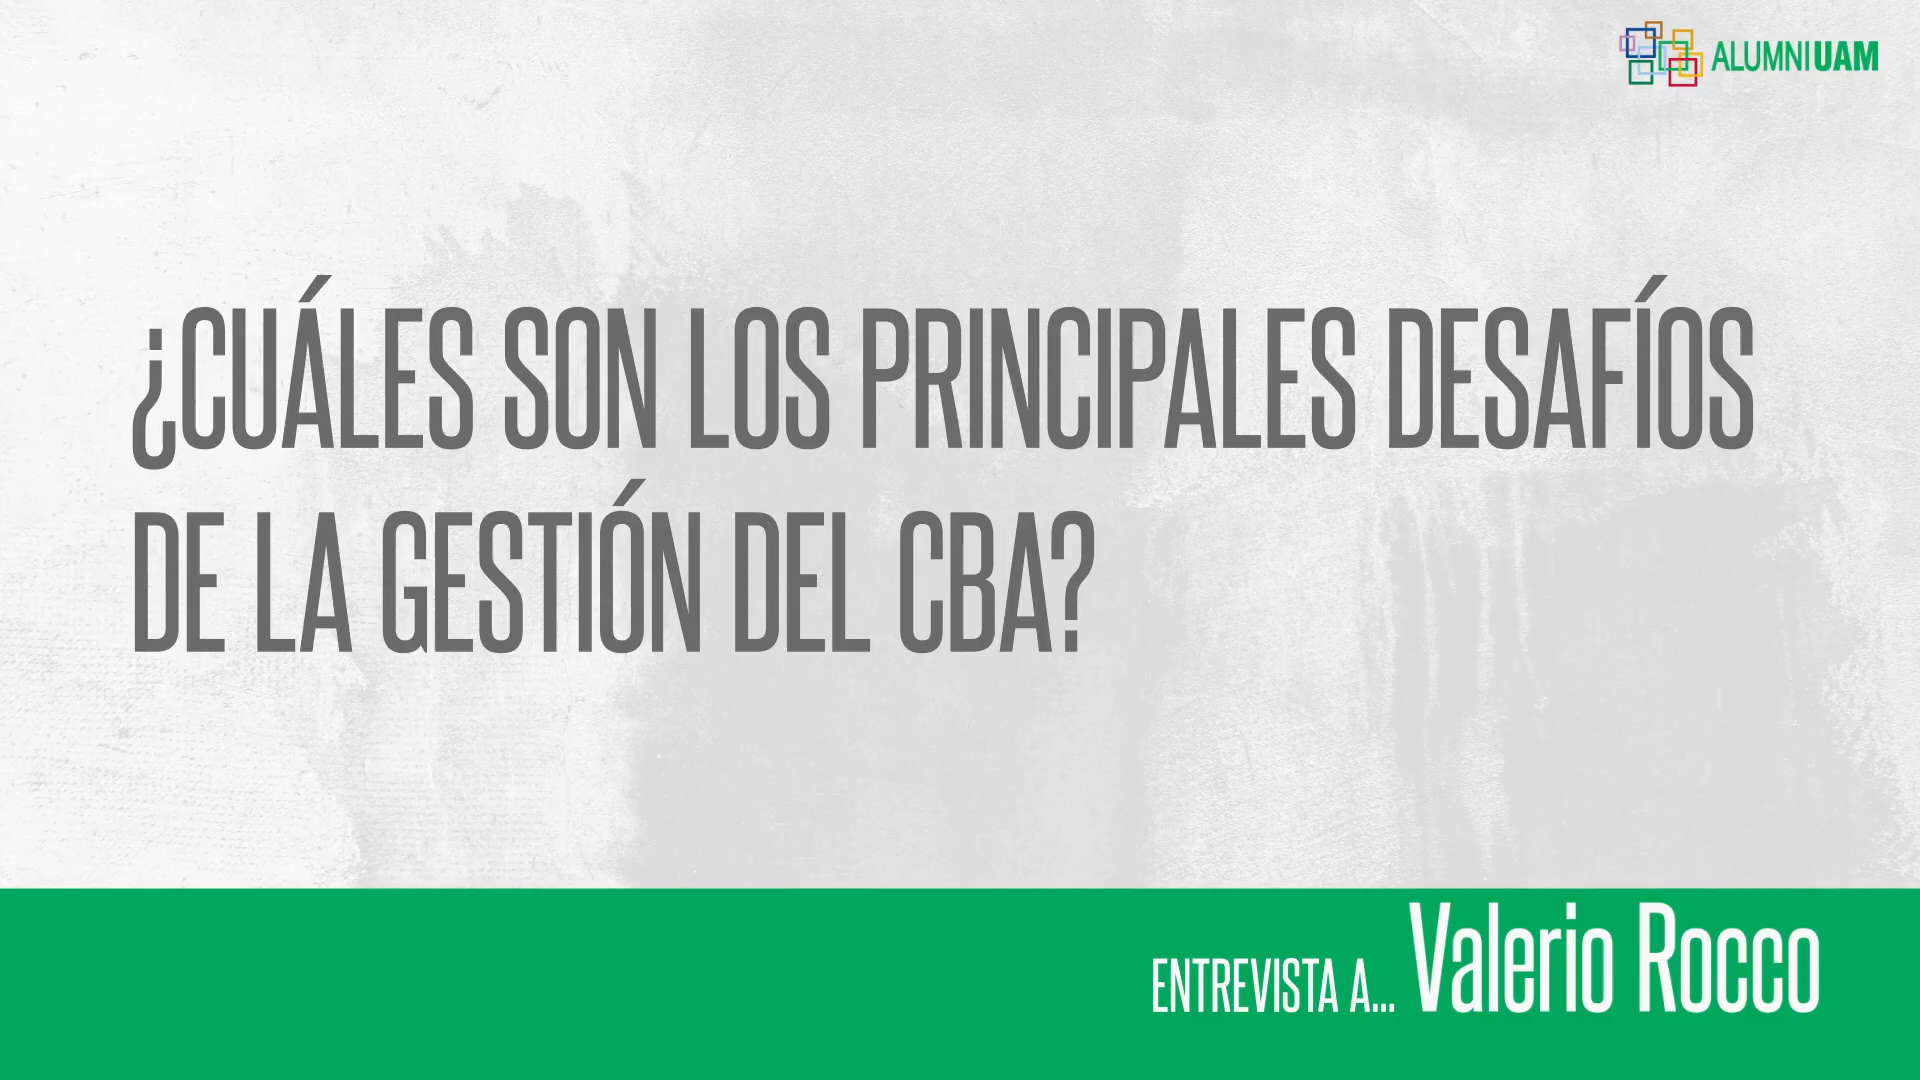 ALUMNIUAM
¿CUÁLES SON LOS PRINCIPALES DESAFÍOS
DE LA GESTIÓN DEL CBA?
ENTREVISTA A... Valerio Rocco